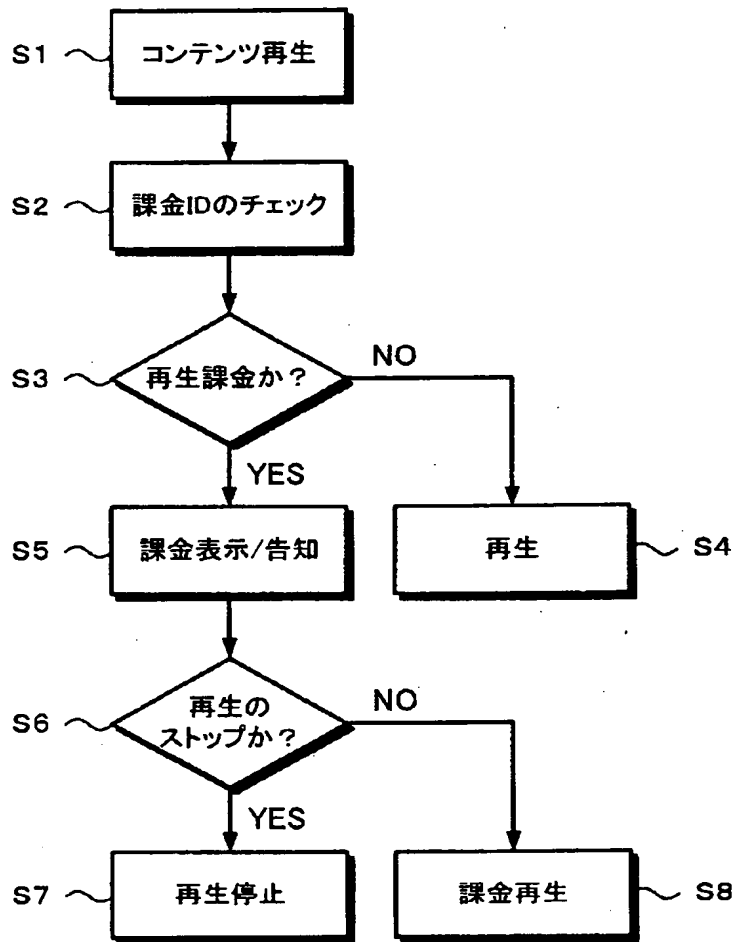 S1
コンテンツ再生
S2
課金IDのチェック
S3
再生課金か？
NO
YES
S5
課金表示/告知
再生
S4
S6
再生の
ストップか？
NO
YES
S7
再生停止
課金再生
S8